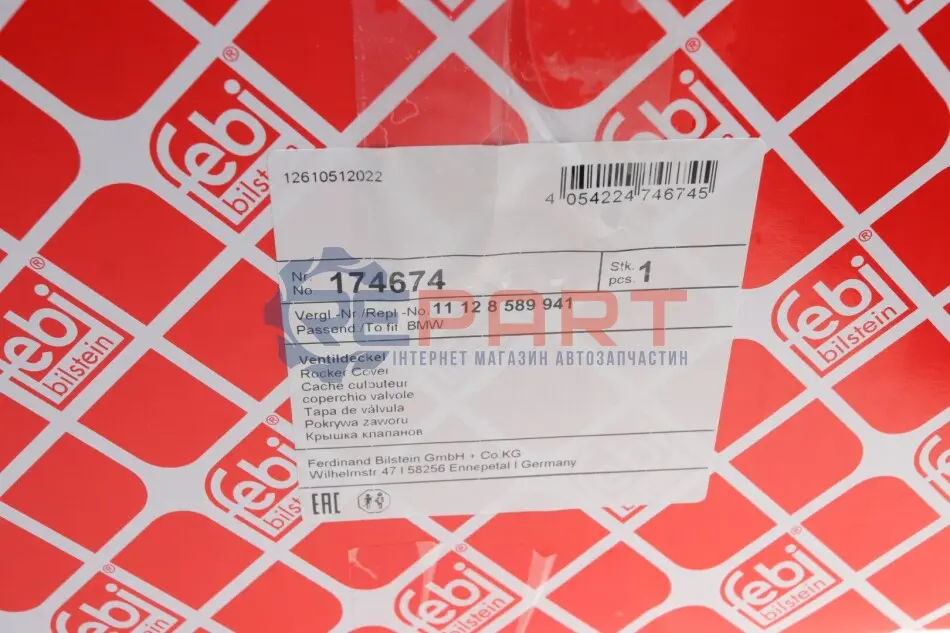 febi
bilstein
febi
bilstein
12610512022
4 054224 746745
Nr. No. 174674
Stk. pcs. 1
Vergl.-Nr./Repl.-No. 11 12 8 589 941
Passend/To fit BMW
EPART
ІНТЕРНЕТ МАГАЗИН АВТОЗАПЧАСТИН
Ventildeckel
Rocker Cover
Cache culbuteur
coperchio valvole
Tapa de válvula
Pokrywa zaworu
Крышка клапанов
Ferdinand Bilstein GmbH + Co.KG
Wilhelmstr 47 I 58256 Ennepetal I Germany
EAC
febi
bilstein
febi
bilstein
febi
bilstein
febi
bilstein